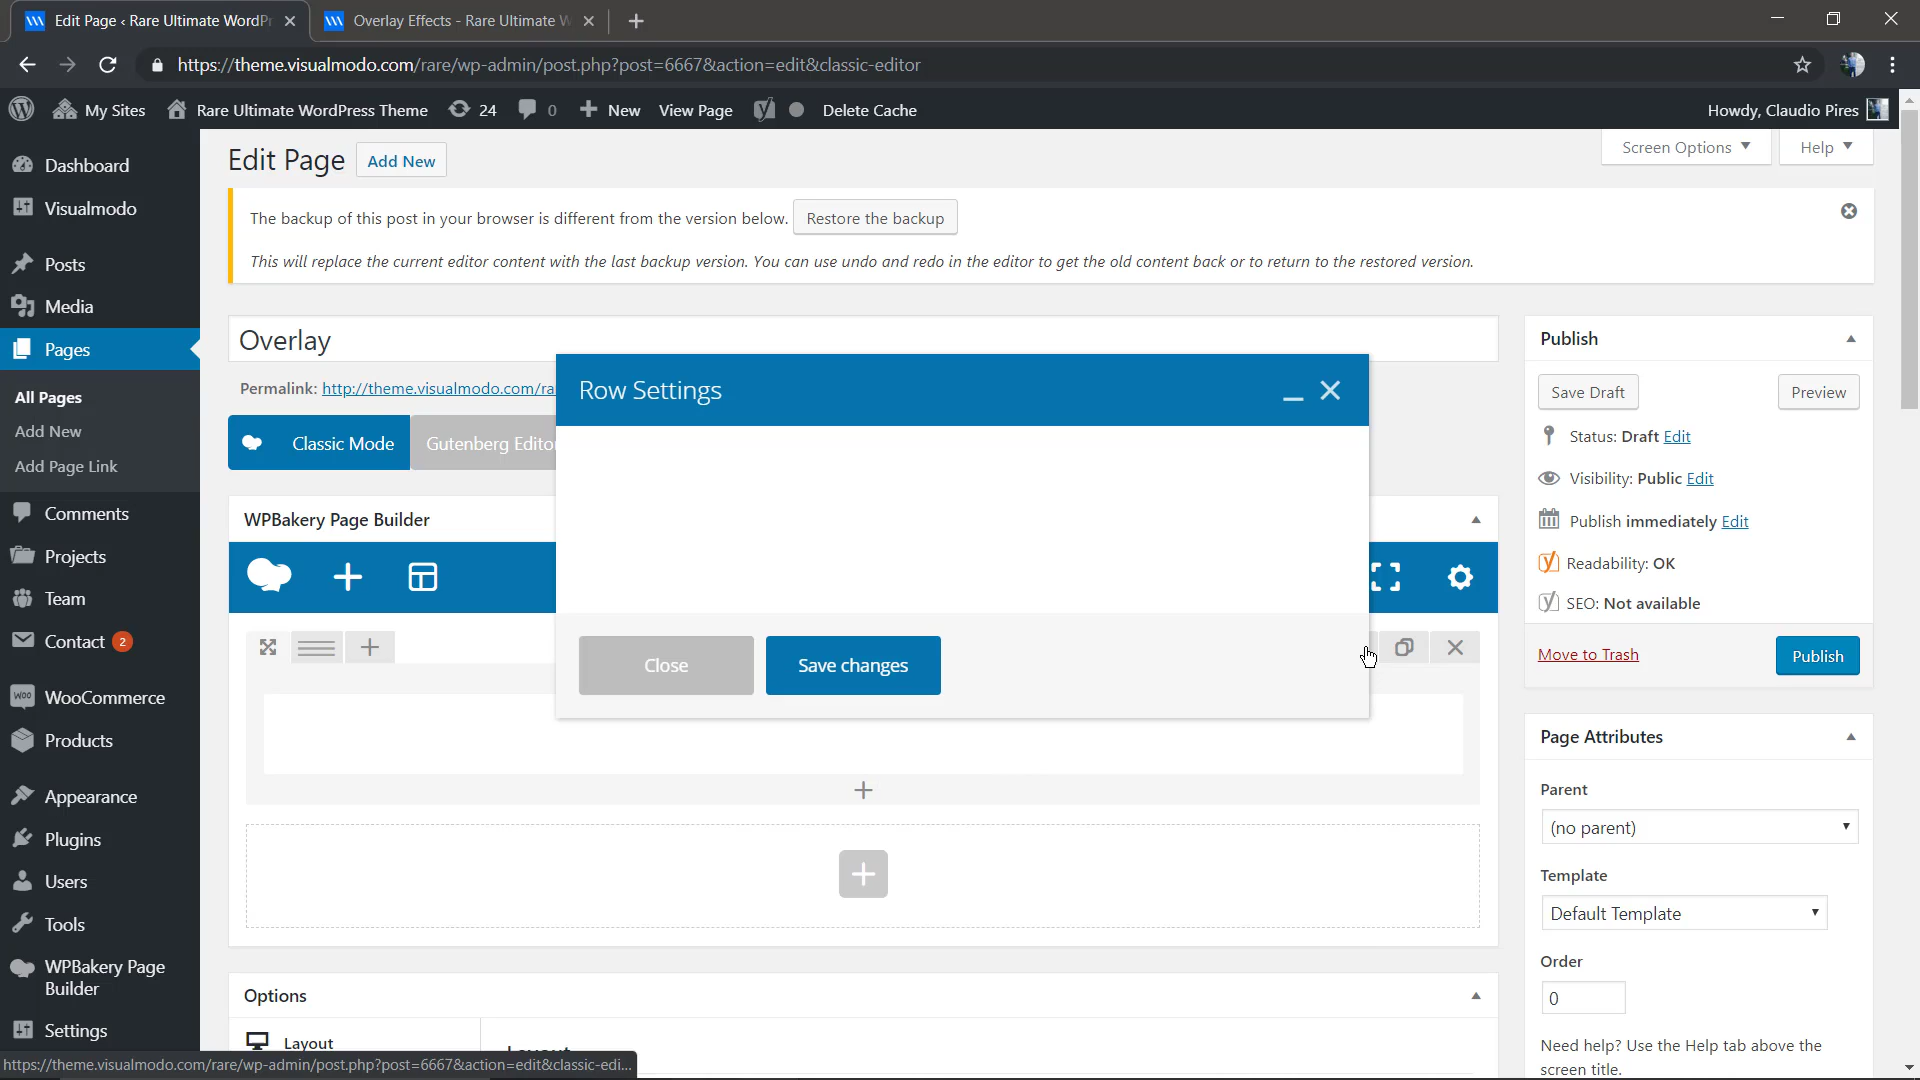 Edit Page ‹ Rare Ultimate WordPr
Overlay Effects - Rare Ultimate W
https://theme.visualmodo.com/rare/wp-admin/post.php?post=6667&action=edit&classic-editor
My Sites
Rare Ultimate WordPress Theme
24
0
New
View Page
Delete Cache
Howdy, Claudio Pires
Dashboard
Visualmodo
Posts
Media
Pages
All Pages
Add New
Add Page Link
Comments
Projects
Team
Contact 2
WooCommerce
Products
Appearance
Plugins
Users
Tools
WPBakery Page
Builder
Settings
Edit Page
Add New
Screen Options
Help
The backup of this post in your browser is different from the version below.
Restore the backup
This will replace the current editor content with the last backup version. You can use undo and redo in the editor to get the old content back or to return to the restored version.
Overlay
Permalink: http://theme.visualmodo.com/ra
Classic Mode
Gutenberg Edito
WPBakery Page Builder
Row Settings
Close
Save changes
Options
Layout
Publish
Save Draft
Preview
Status: Draft Edit
Visibility: Public Edit
Publish immediately Edit
Readability: OK
SEO: Not available
Move to Trash
Publish
Page Attributes
Parent
(no parent)
Template
Default Template
Order
0
Need help? Use the Help tab above the
screen title.
https://theme.visualmodo.com/rare/wp-admin/post.php?post=6667&action=edit&classic-edi...